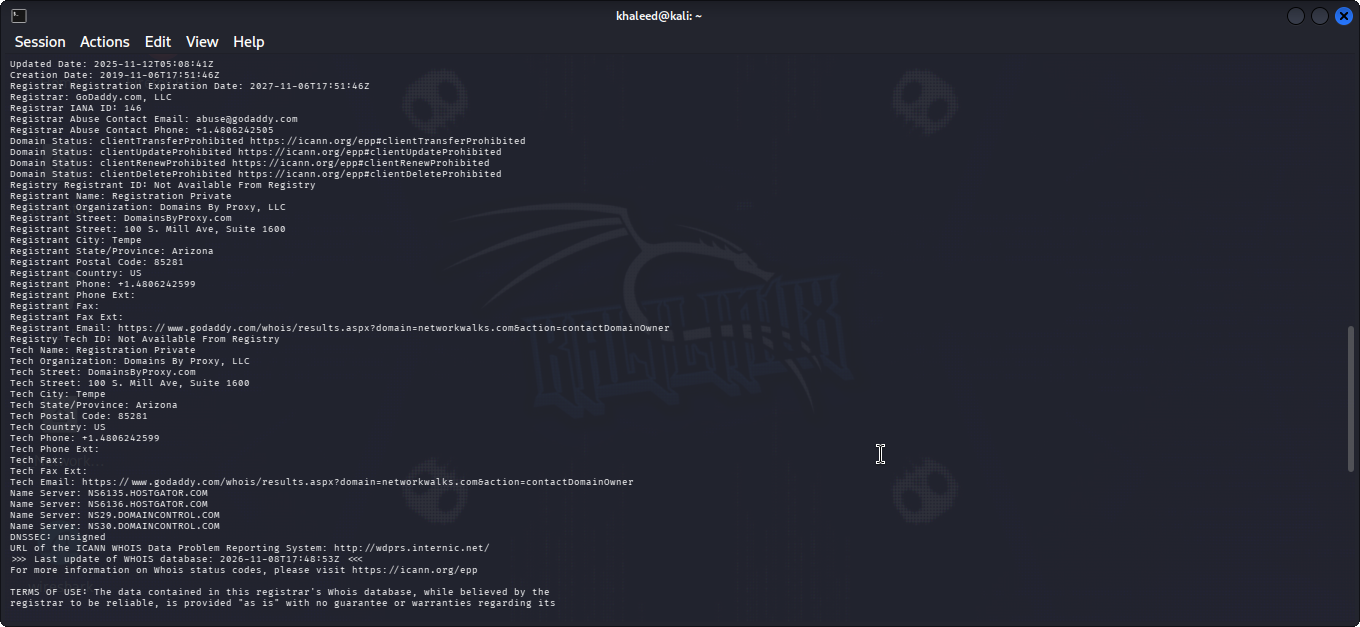 khaleed@kali: ~
Session Actions Edit View Help
Updated Date: 2025-11-12T05:08:41Z
Creation Date: 2019-11-06T17:51:46Z
Registrar Registration Expiration Date: 2027-11-06T17:51:46Z
Registrar: GoDaddy.com, LLC
Registrar IANA ID: 146
Registrar Abuse Contact Email: abuse@godaddy.com
Registrar Abuse Contact Phone: +1.4806242505
Domain Status: clientTransferProhibited https://icann.org/epp#clientTransferProhibited
Domain Status: clientUpdateProhibited https://icann.org/epp#clientUpdateProhibited
Domain Status: clientRenewProhibited https://icann.org/epp#clientRenewProhibited
Domain Status: clientDeleteProhibited https://icann.org/epp#clientDeleteProhibited
Registry Registrant ID: Not Available From Registry
Registrant Name: Registration Private
Registrant Organization: Domains By Proxy, LLC
Registrant Street: DomainsByProxy.com
Registrant Street: 100 S. Mill Ave, Suite 1600
Registrant City: Tempe
Registrant State/Province: Arizona
Registrant Postal Code: 85281
Registrant Country: US
Registrant Phone: +1.4806242599
Registrant Phone Ext:
Registrant Fax:
Registrant Fax Ext:
Registrant Email: https://www.godaddy.com/whois/results.aspx?domain=networkwalks.com&action=contactDomainOwner
Registry Tech ID: Not Available From Registry
Tech Name: Registration Private
Tech Organization: Domains By Proxy, LLC
Tech Street: DomainsByProxy.com
Tech Street: 100 S. Mill Ave, Suite 1600
Tech City: Tempe
Tech State/Province: Arizona
Tech Postal Code: 85281
Tech Country: US
Tech Phone: +1.4806242599
Tech Phone Ext:
Tech Fax:
Tech Fax Ext:
Tech Email: https://www.godaddy.com/whois/results.aspx?domain=networkwalks.com&action=contactDomainOwner
Name Server: NS6135.HOSTGATOR.COM
Name Server: NS6136.HOSTGATOR.COM
Name Server: NS29.DOMAINCONTROL.COM
Name Server: NS30.DOMAINCONTROL.COM
DNSSEC: unsigned
URL of the ICANN WHOIS Data Problem Reporting System: http://wdprs.internic.net/
>>> Last update of WHOIS database: 2026-11-08T17:48:53Z <<<
For more information on Whois status codes, please visit https://icann.org/epp
TERMS OF USE: The data contained in this registrar's Whois database, while believed by the
registrar to be reliable, is provided "as is" with no guarantee or warranties regarding its
KALI LINUX